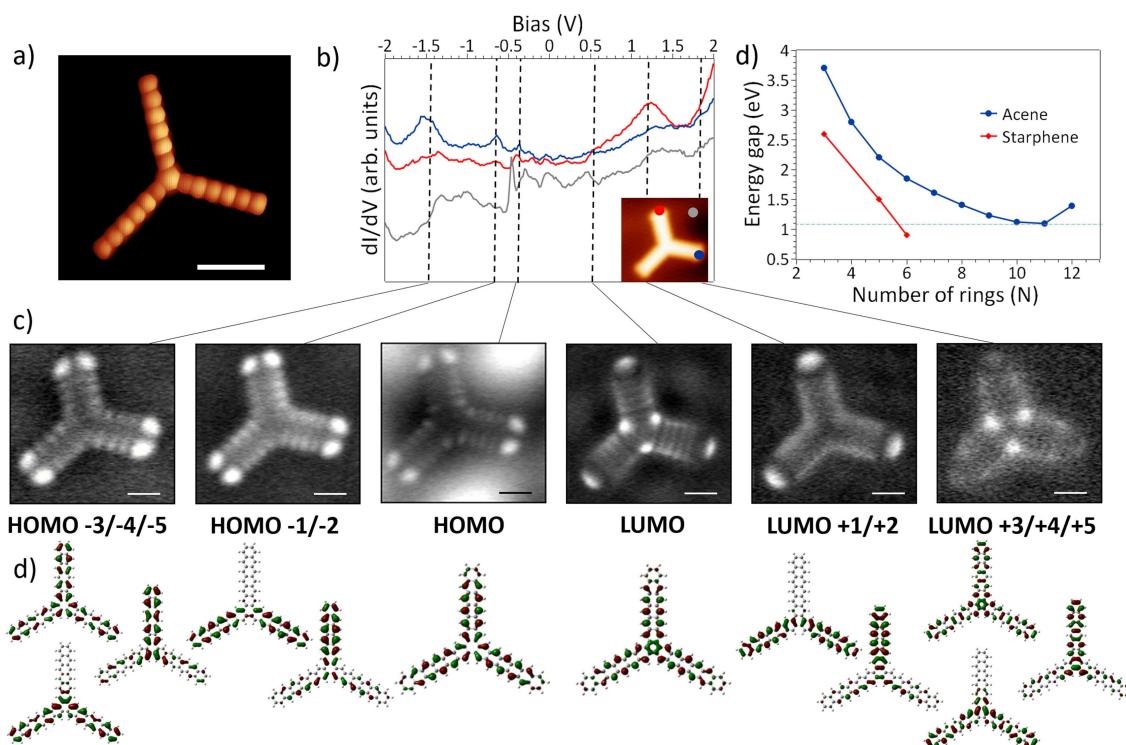 a)
b)
Bias (V)
-2 -1.5 -1 -0.5 0 0.5 1 1.5 2
dI/dV (arb. units)
d)
4
3.5
3
2.5
2
1.5
1
0.5
Energy gap (eV)
Acene
Starphene
2 4 6 8 10 12
Number of rings (N)
c)
HOMO -3/-4/-5 HOMO -1/-2 HOMO LUMO LUMO +1/+2 LUMO +3/+4/+5
d)